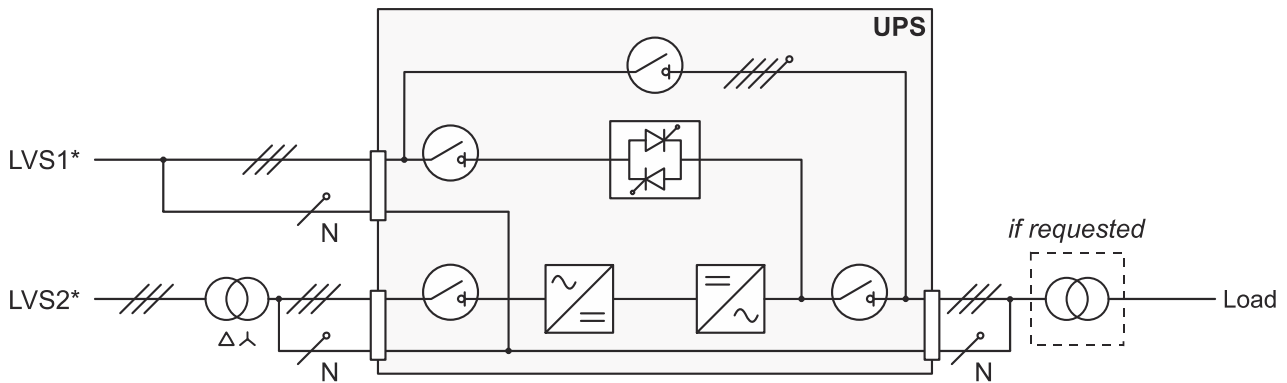 UPS
LVS1*
N
if requested
LVS2*
Load
N
N